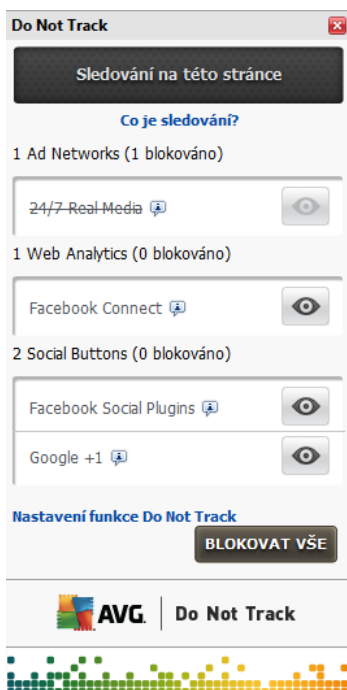 Do Not Track
Sledování na této stránce
Co je sledování?
1 Ad Networks (1 blokováno)
24/7 Real Media
1 Web Analytics (0 blokováno)
Facebook Connect
2 Social Buttons (0 blokováno)
Facebook Social Plugins
Google +1
Nastavení funkce Do Not Track
BLOKOVAT VŠE
AVG. Do Not Track